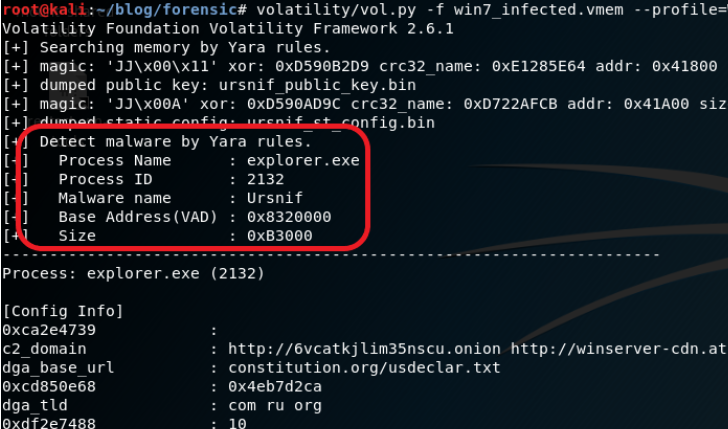 root@kali:~/blog/forensic# volatility/vol.py -f win7_infected.vmem --profile=
Volatility Foundation Volatility Framework 2.6.1
[+] Searching memory by Yara rules.
[+] magic: 'JJ\x00\x11' xor: 0xD590B2D9 crc32_name: 0xE1285E64 addr: 0x41800
[+] dumped public key: ursnif_public_key.bin
[+] magic: 'JJ\x00A' xor: 0xD590AD9C crc32_name: 0xD722AFCB addr: 0x41A00 siz
[+] dumped static config: ursnif_st_config.bin
[+] Detect malware by Yara rules.
[+]   Process Name      : explorer.exe
[+]   Process ID        : 2132
[+]   Malware name      : Ursnif
[+]   Base Address(VAD) : 0x8320000
[+]   Size              : 0xB3000
----------------------------------------------------------------------
Process: explorer.exe (2132)
[Config Info]
0xca2e4739            :
c2_domain             : http://6vcatkjlim35nscu.onion http://winserver-cdn.at
dga_base_url          : constitution.org/usdeclar.txt
0xcd850e68            : 0x4eb7d2ca
dga_tld               : com ru org
0xdf2e7488            : 10